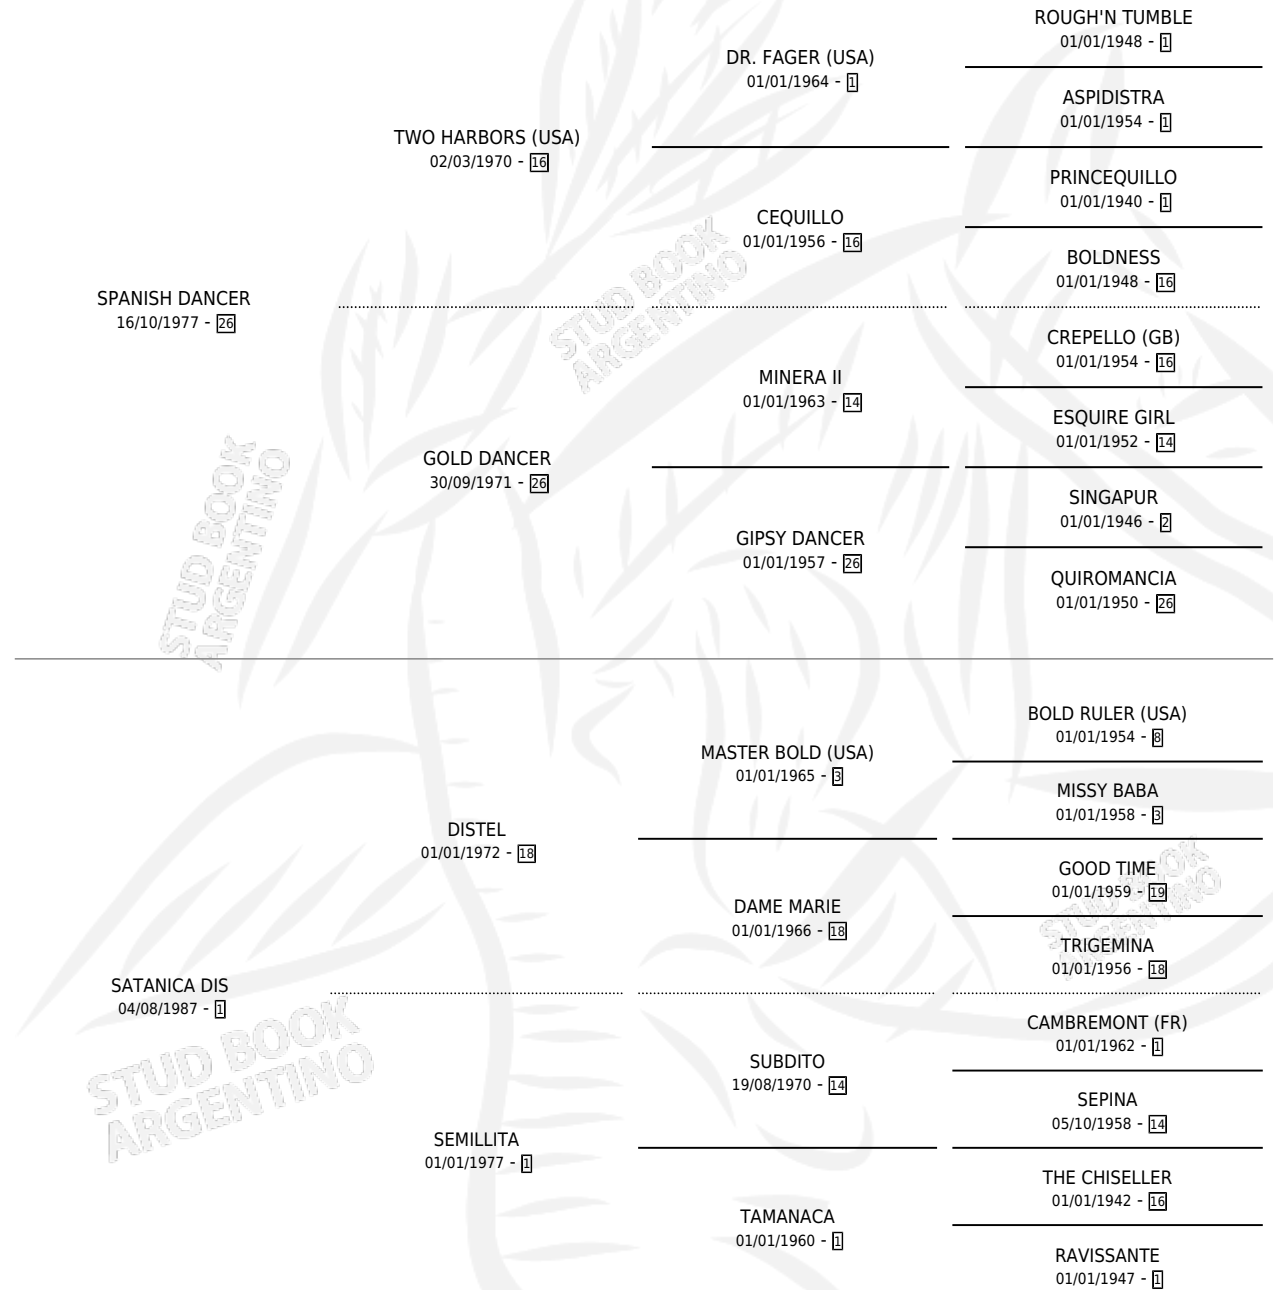 ROUGH'N TUMBLE
01/01/1948 - 1
DR. FAGER (USA)
01/01/1964 - 1
ASPIDISTRA
01/01/1954 - 1
TWO HARBORS (USA)
02/03/1970 - 16
PRINCEQUILLO
01/01/1940 - 1
CEQUILLO
01/01/1956 - 16
BOLDNESS
01/01/1948 - 16
SPANISH DANCER
16/10/1977 - 26
CREPELLO (GB)
01/01/1954 - 16
MINERA II
01/01/1963 - 14
ESQUIRE GIRL
01/01/1952 - 14
GOLD DANCER
30/09/1971 - 26
SINGAPUR
01/01/1946 - 2
GIPSY DANCER
01/01/1957 - 26
QUIROMANCIA
01/01/1950 - 26
STUD BOOK
ARGENTINO
STUD BOOK
ARGENTINO
BOLD RULER (USA)
01/01/1954 - 8
MASTER BOLD (USA)
01/01/1965 - 3
MISSY BABA
01/01/1958 - 3
DISTEL
01/01/1972 - 18
GOOD TIME
01/01/1959 - 19
DAME MARIE
01/01/1966 - 18
TRIGEMINA
01/01/1956 - 18
STUD BOOK
ARGENTINO
SATANICA DIS
04/08/1987 - 1
CAMBREMONT (FR)
01/01/1962 - 1
SUBDITO
19/08/1970 - 14
SEPINA
05/10/1958 - 14
SEMILLITA
01/01/1977 - 1
THE CHISELLER
01/01/1942 - 16
TAMANACA
01/01/1960 - 1
RAVISSANTE
01/01/1947 - 1
STUD BOOK
ARGENTINO